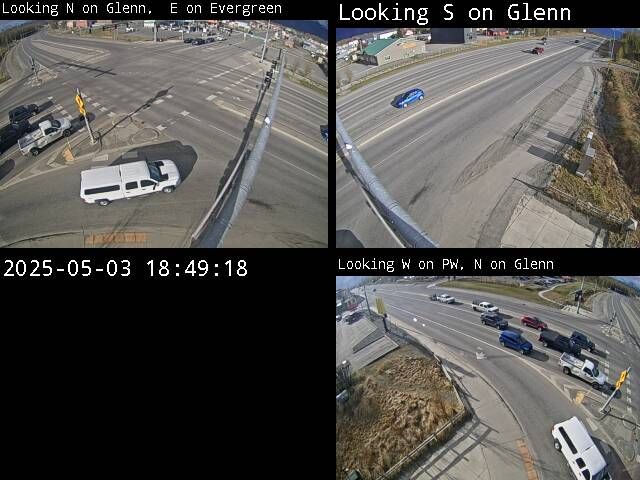 Looking N on Glenn, E on Evergreen
Looking S on Glenn
2025-05-03 18:49:18
Looking W on PW, N on Glenn